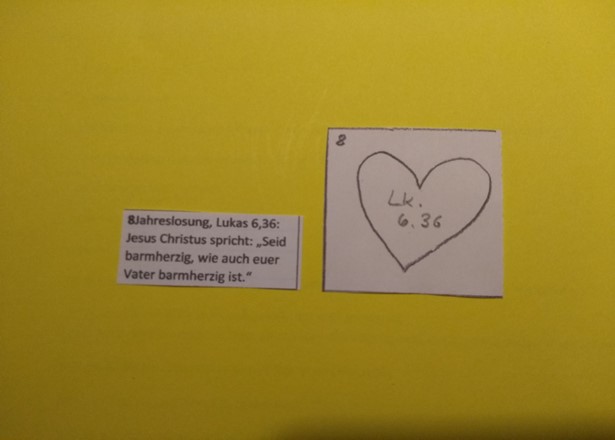 8Jahreslosung, Lukas 6,36:
Jesus Christus spricht: „Seid
barmherzig, wie auch euer
Vater barmherzig ist.“
8
Lk.
6.36